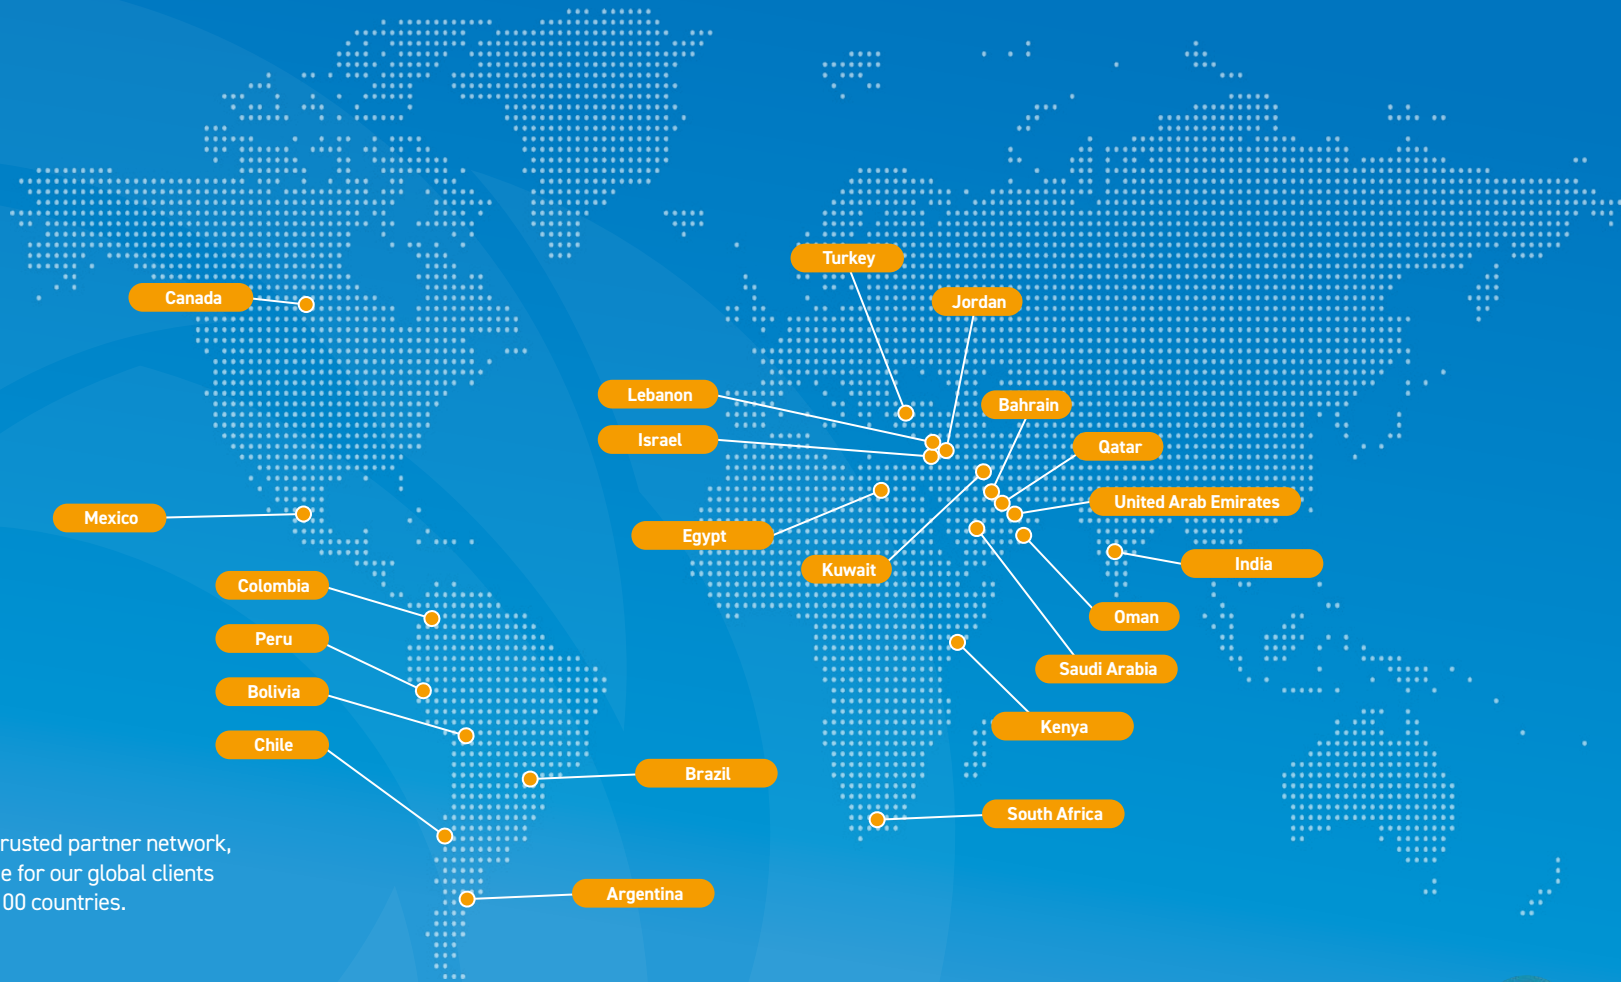 Turkey
Jordan
Canada
Lebanon
Bahrain
Israel
Qatar
United Arab Emirates
Mexico
Egypt
Kuwait
India
Colombia
Oman
Peru
Saudi Arabia
Bolivia
Kenya
Chile
Brazil
South Africa
rusted partner network,
e for our global clients
00 countries.
Argentina